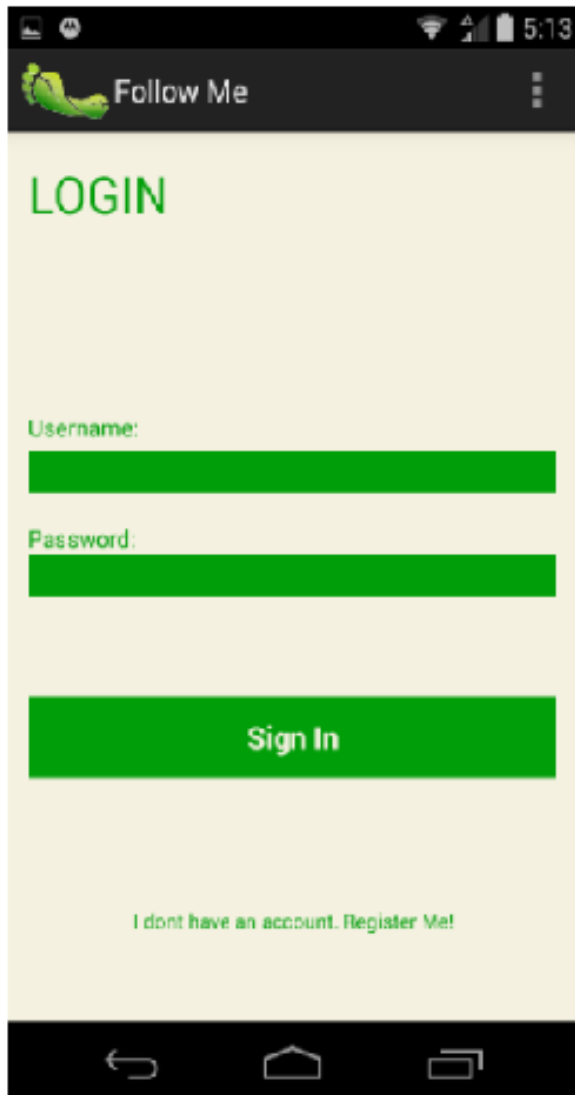 5:13
Follow Me
LOGIN
Username:
Password:
Sign In
I dont have an account. Register Me!